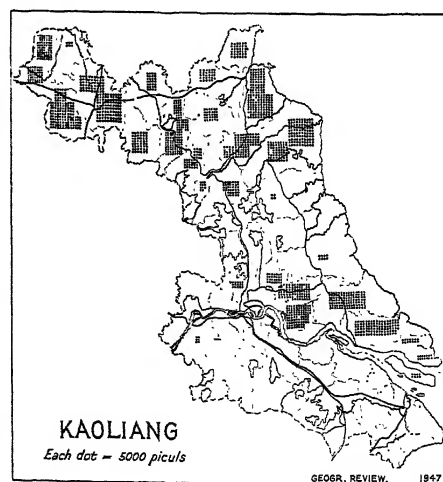 KAOLIANG
Each dot = 5000 piculs
GEOGR. REVIEW. 1947